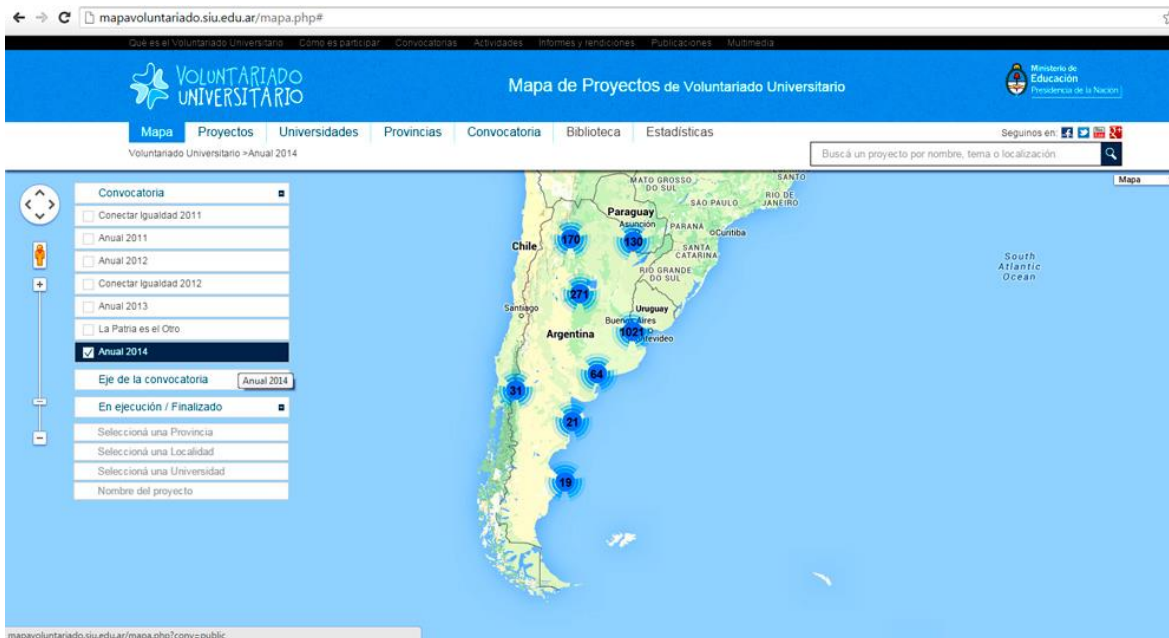 mapavoluntariado.siu.edu.ar/mapa.php#
Qué es el Voluntariado Universitario Cómo es participar Convocatorias Actividades Informes y rendiciones Publicaciones Multimedia
VOLUNTARIADO
UNIVERSITARIO
Mapa de Proyectos de Voluntariado Universitario
Ministerio de
Educación
Presidencia de la Nación
Mapa Proyectos Universidades Provincias Convocatoria Biblioteca Estadísticas
Seguinos en:
Voluntariado Universitario >Anual 2014
Buscá un proyecto por nombre, tema o localización
Mapa
Convocatoria
Conectar Igualdad 2011
Anual 2011
Anual 2012
Conectar Igualdad 2012
Anual 2013
La Patria es el Otro
Anual 2014
Eje de la convocatoria
Anual 2014
En ejecución / Finalizado
Seleccioná una Provincia
Seleccioná una Localidad
Seleccioná una Universidad
Nombre del proyecto
MATO GROSSO
DO SUL
SANTO
SÃO PAULO
RIO DE
JANEIRO
Paraguay
Asunción
PARANÁ
Curitiba
170
130
Chile
SANTA
CATARINA
RIO GRANDE
DO SUL
271
Santiago
Uruguay
Buenos Aires
1021
Argentina
64
31
21
19
South
Atlantic
Ocean
mapavoluntariado.siu.edu.ar/mapa.php?conv=public